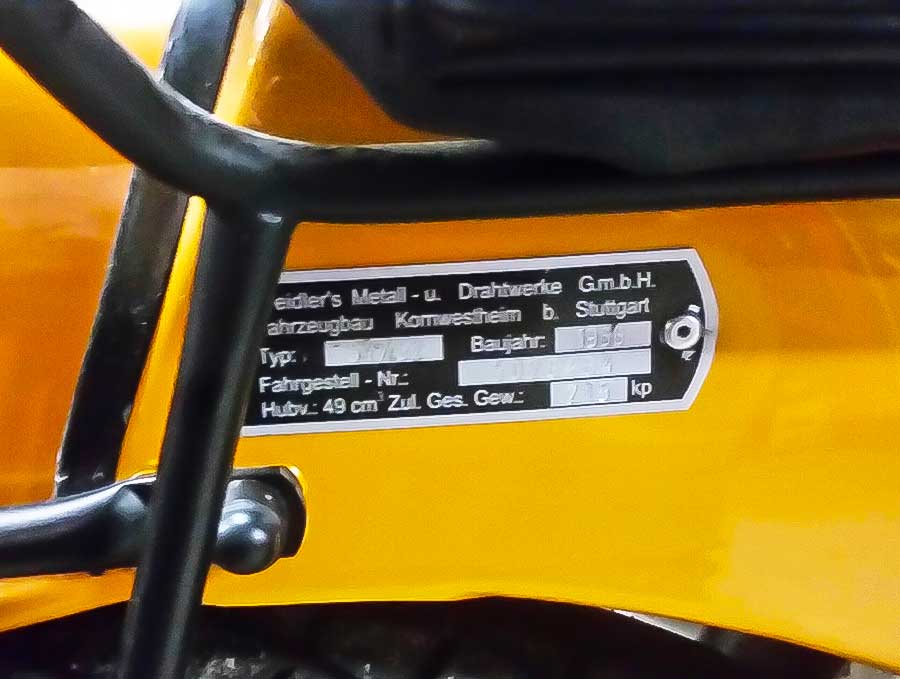 eidler's Metall - u. Drahtwerke G.m.b.H.
ahrzeugbau Kornwestheim b. Stuttgart
Typ: Baujahr:
Fahrgestell - Nr.:
Hubv.: 49 cm³ Zul. Ges. Gew.: kp